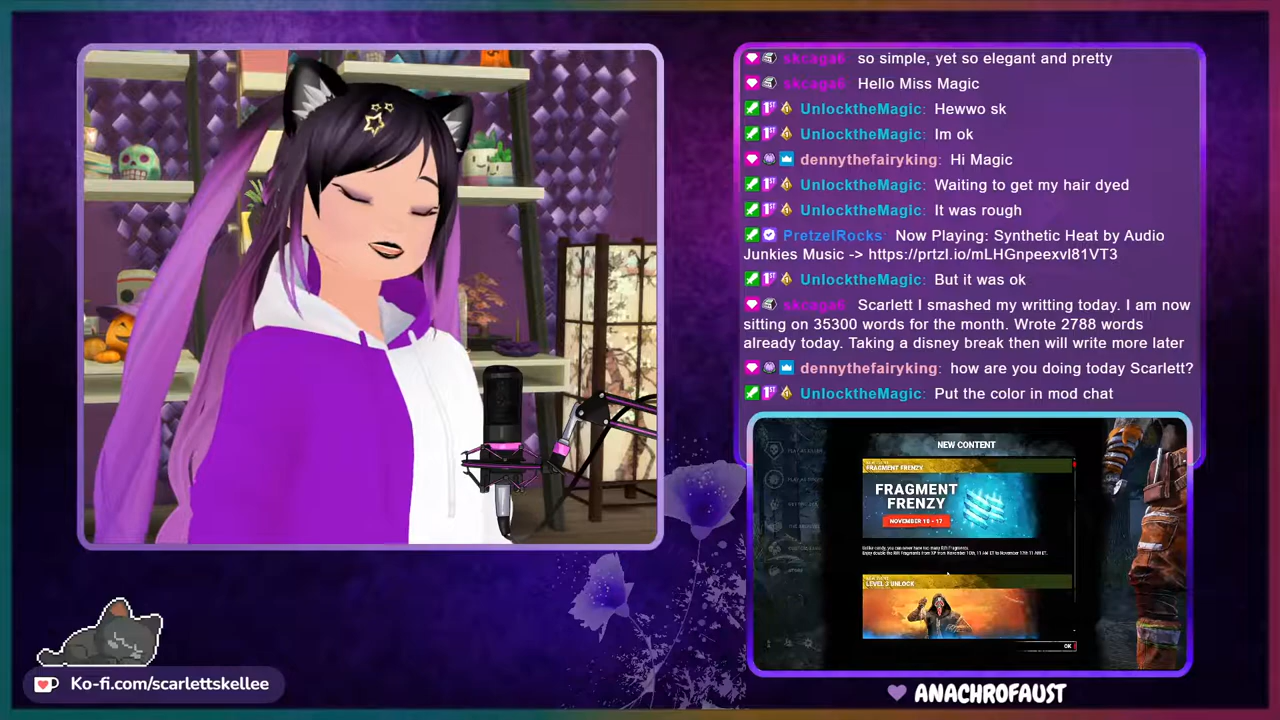 skcaga6 so simple, yet so elegant and pretty
skcaga6 Hello Miss Magic
UnlocktheMagic: Hewwo sk
UnlocktheMagic: Im ok
dennythefairyking: Hi Magic
UnlocktheMagic: Waiting to get my hair dyed
UnlocktheMagic: It was rough
PretzelRocks: Now Playing: Synthetic Heat by Audio
Junkies Music -> https://prtzl.io/mLHGnpeexvl81VT3
UnlocktheMagic: But it was ok
skcaga6 Scarlett I smashed my writting today. I am now
sitting on 35300 words for the month. Wrote 2788 words
already today. Taking a disney break then will write more later
dennythefairyking: how are you doing today Scarlett?
UnlocktheMagic: Put the color in mod chat
NEW CONTENT
FRAGMENT FRENZY
FRAGMENT
FRENZY
LEVEL 3 UNLOCK
OK
Ko-fi.com/scarlettskellee
ANACHROFAUST